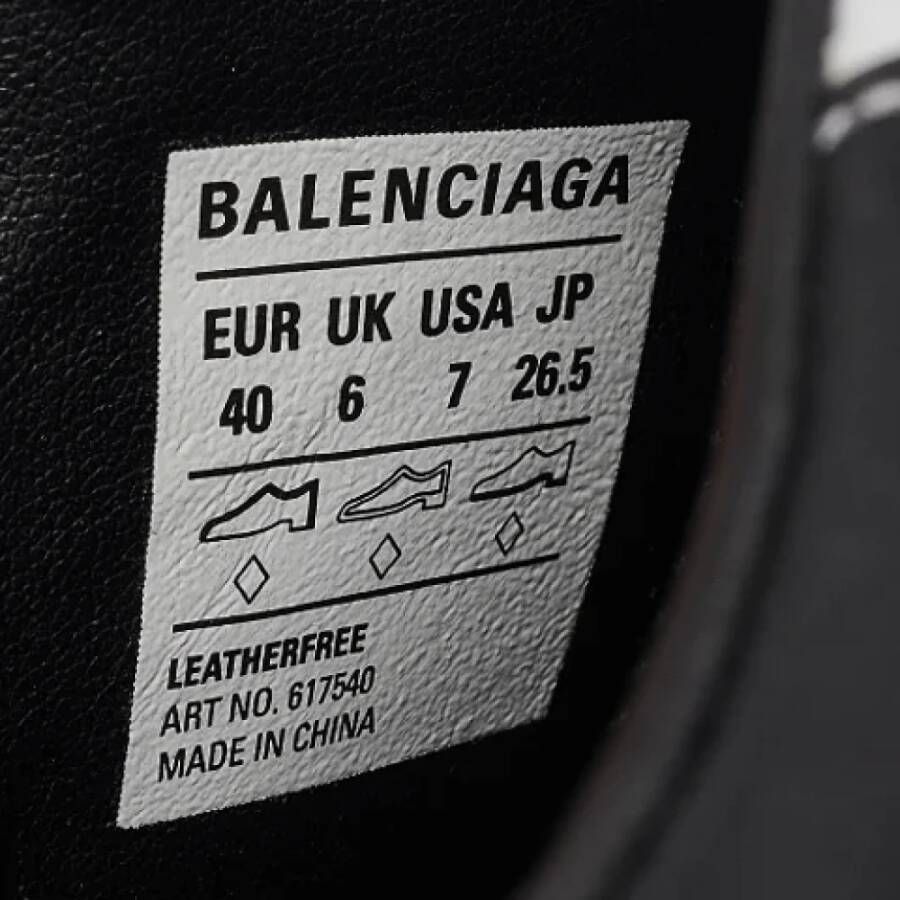 BALENCIAGA
EUR UK USA JP
40 6 7 26.5
LEATHERFREE
ART NO. 617540
MADE IN CHINA